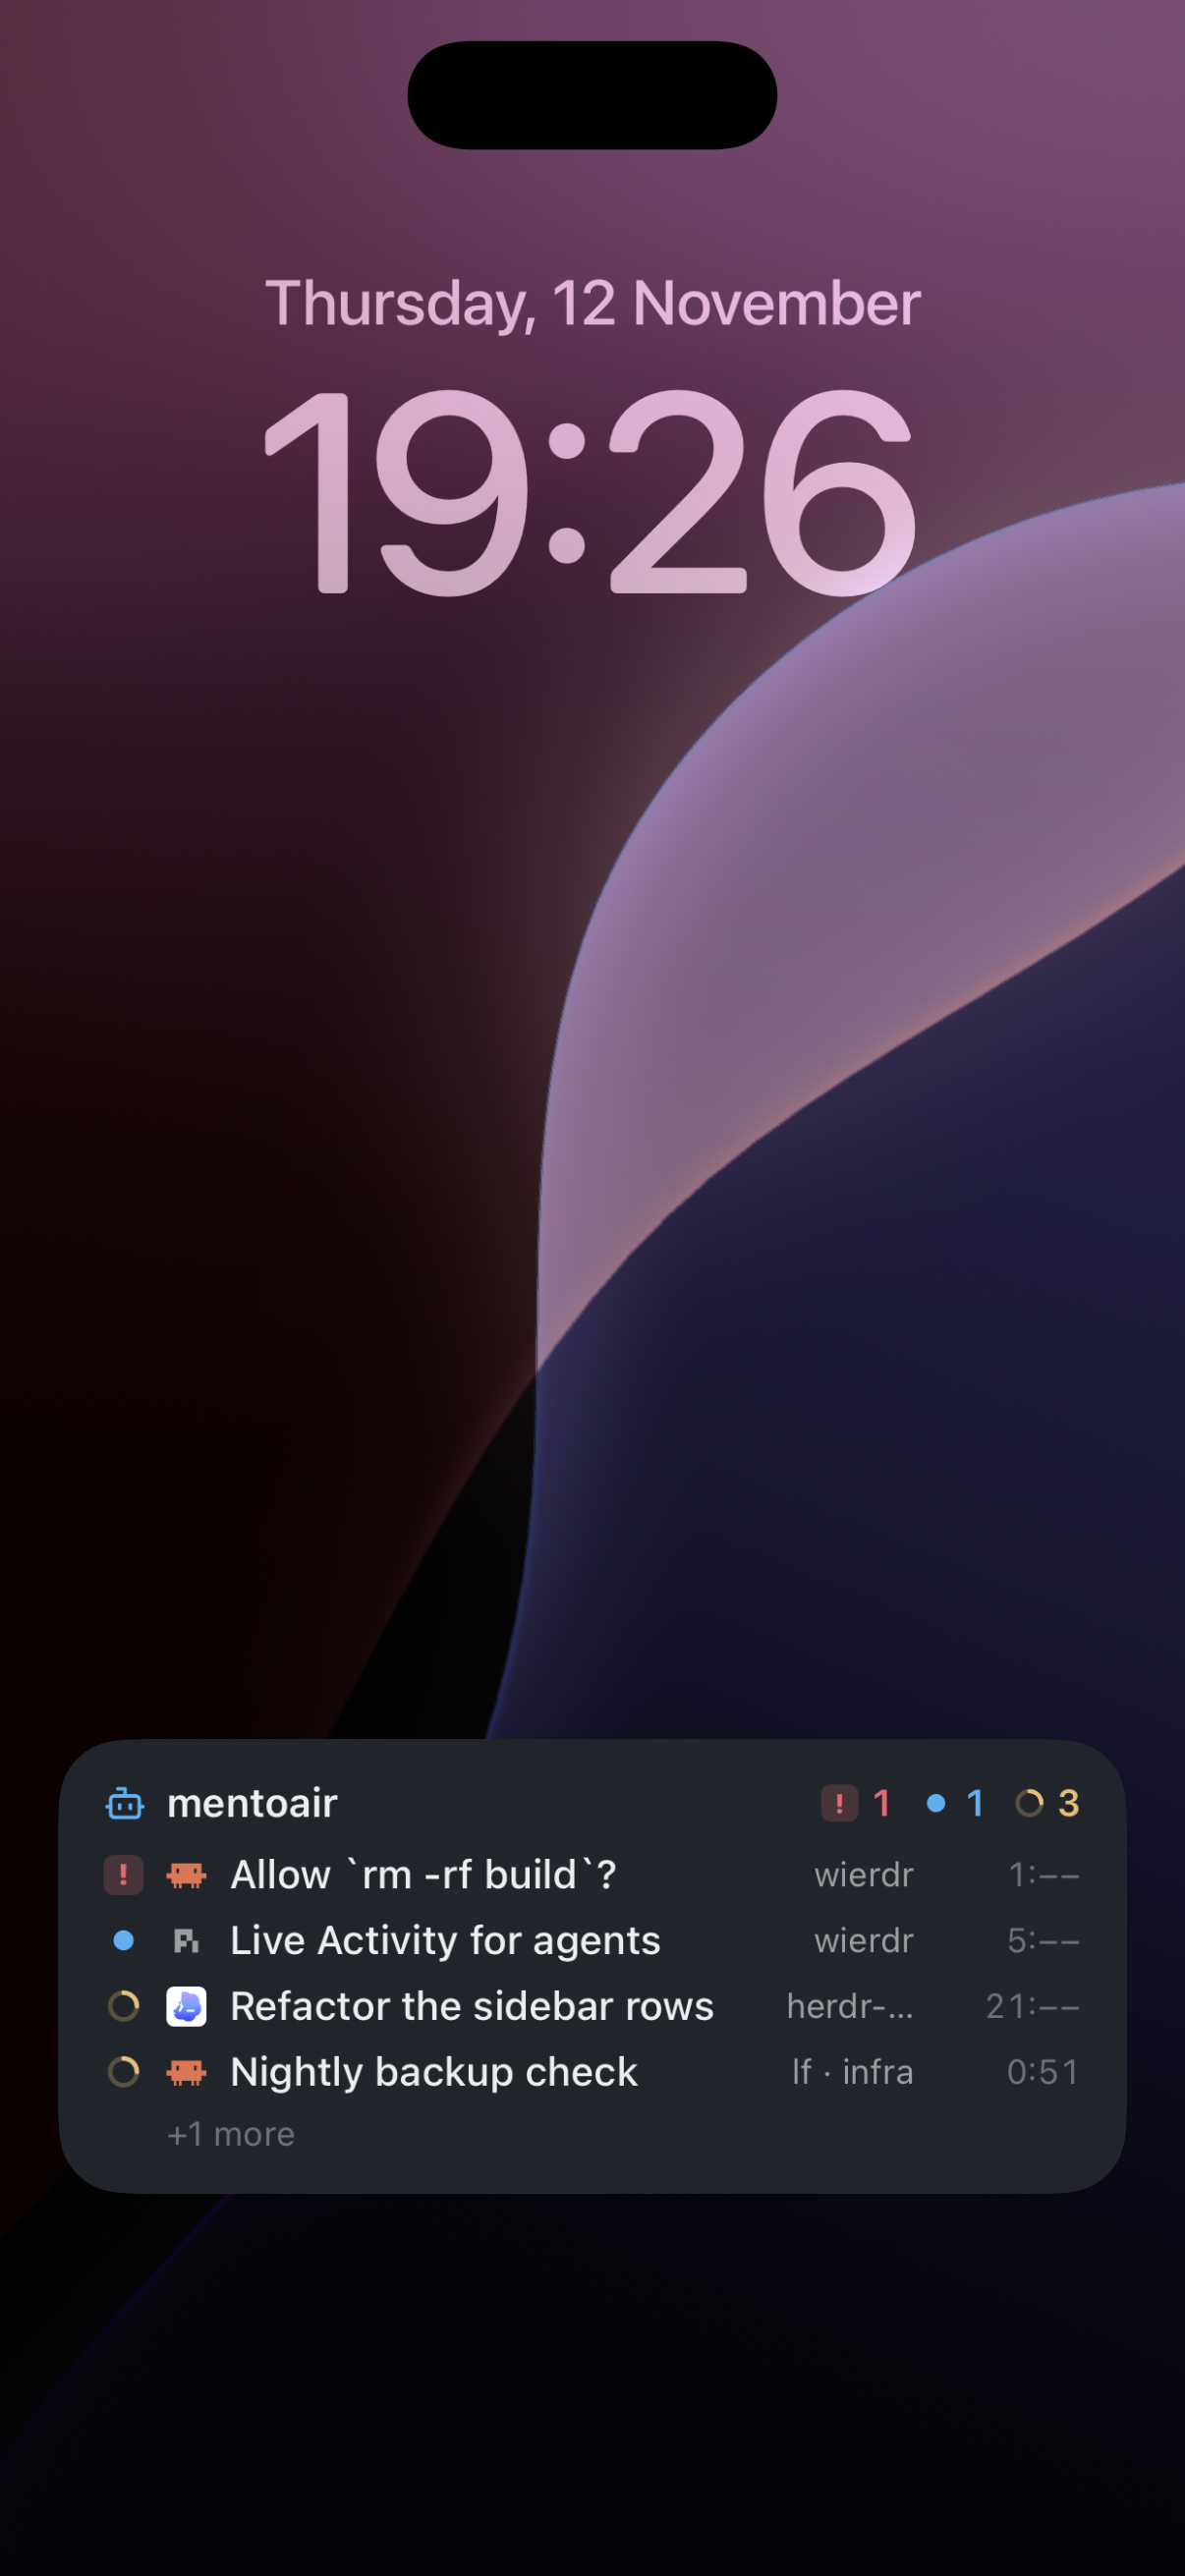 Thursday, 12 November
19:26
mentoair ! 1 1 3
! Allow `rm -rf build`? wierdr 1:––
Live Activity for agents wierdr 5:––
Refactor the sidebar rows herdr-... 21:––
Nightly backup check lf · infra 0:51
+1 more